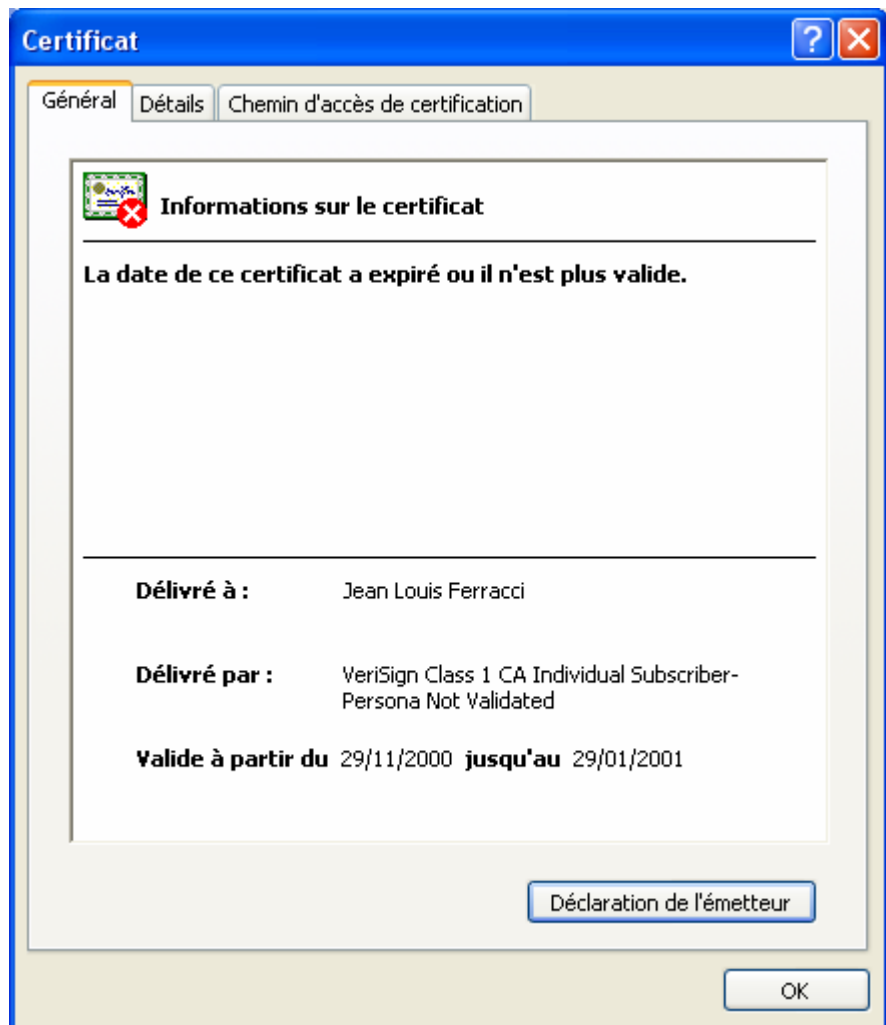 Certificat
Général Détails Chemin d'accès de certification
Informations sur le certificat
La date de ce certificat a expiré ou il n'est plus valide.
Délivré à : Jean Louis Ferracci
Délivré par : VeriSign Class 1 CA Individual Subscriber-
Persona Not Validated
Valide à partir du 29/11/2000 jusqu'au 29/01/2001
Déclaration de l'émetteur
OK